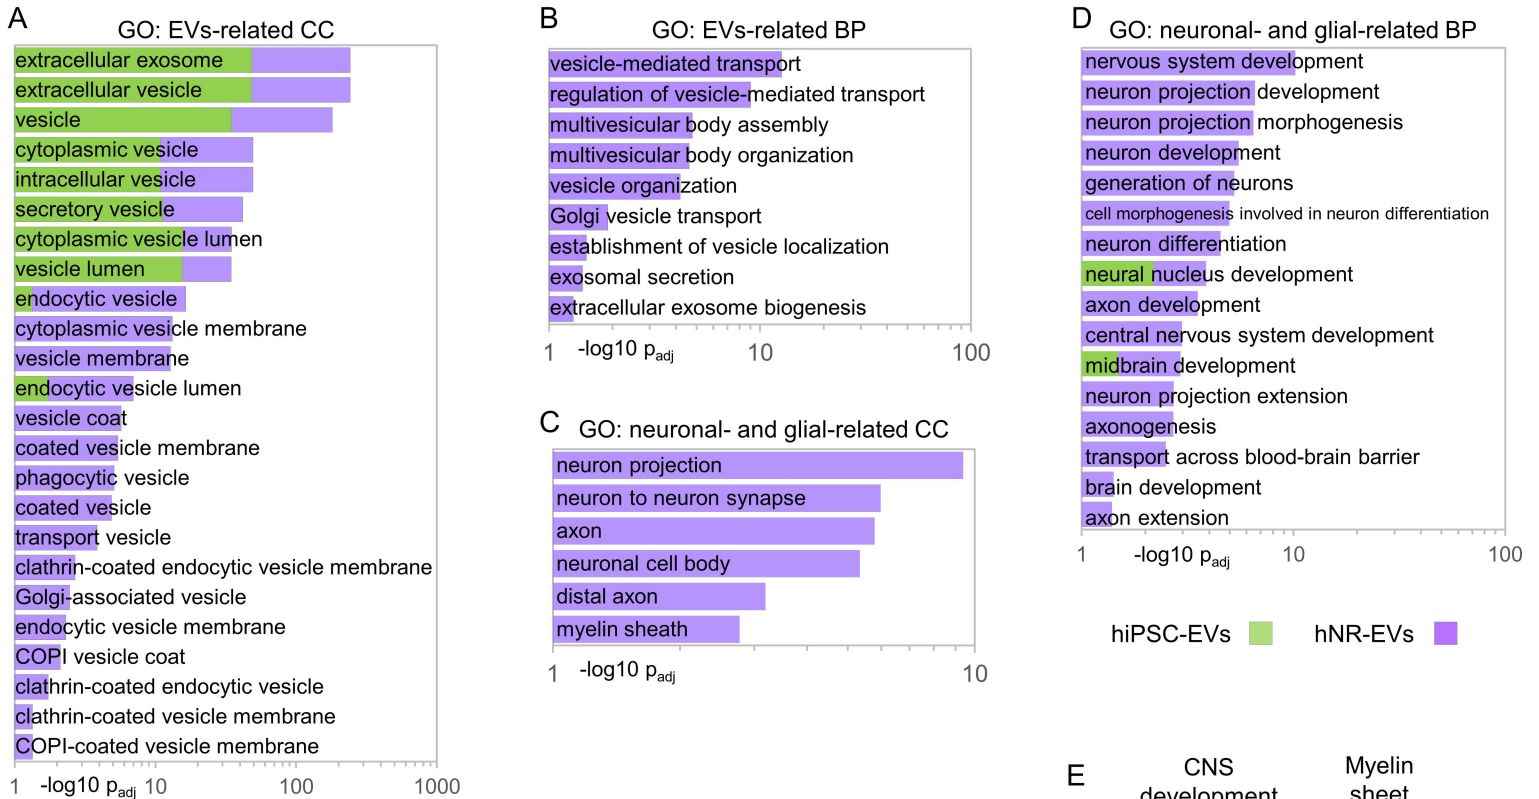 A
GO: EVs-related CC
extracellular exosome
extracellular vesicle
vesicle
cytoplasmic vesicle
intracellular vesicle
secretory vesicle
cytoplasmic vesicle lumen
vesicle lumen
endocytic vesicle
cytoplasmic vesicle membrane
vesicle membrane
endocytic vesicle lumen
vesicle coat
coated vesicle membrane
phagocytic vesicle
coated vesicle
transport vesicle
clathrin-coated endocytic vesicle membrane
Golgi-associated vesicle
endocytic vesicle membrane
COPI vesicle coat
clathrin-coated endocytic vesicle
clathrin-coated vesicle membrane
COPI-coated vesicle membrane
1 -log10 padj 10 100 1000
B
GO: EVs-related BP
vesicle-mediated transport
regulation of vesicle-mediated transport
multivesicular body assembly
multivesicular body organization
vesicle organization
Golgi vesicle transport
establishment of vesicle localization
exosomal secretion
extracellular exosome biogenesis
1 -log10 padj 10 100
C
GO: neuronal- and glial-related CC
neuron projection
neuron to neuron synapse
axon
neuronal cell body
distal axon
myelin sheath
1 -log10 padj 10
D
GO: neuronal- and glial-related BP
nervous system development
neuron projection development
neuron projection morphogenesis
neuron development
generation of neurons
cell morphogenesis involved in neuron differentiation
neuron differentiation
neural nucleus development
axon development
central nervous system development
midbrain development
neuron projection extension
axonogenesis
transport across blood-brain barrier
brain development
axon extension
1 -log10 padj 10 100
hiPSC-EVs hNR-EVs
E
CNS
development
Myelin
sheet